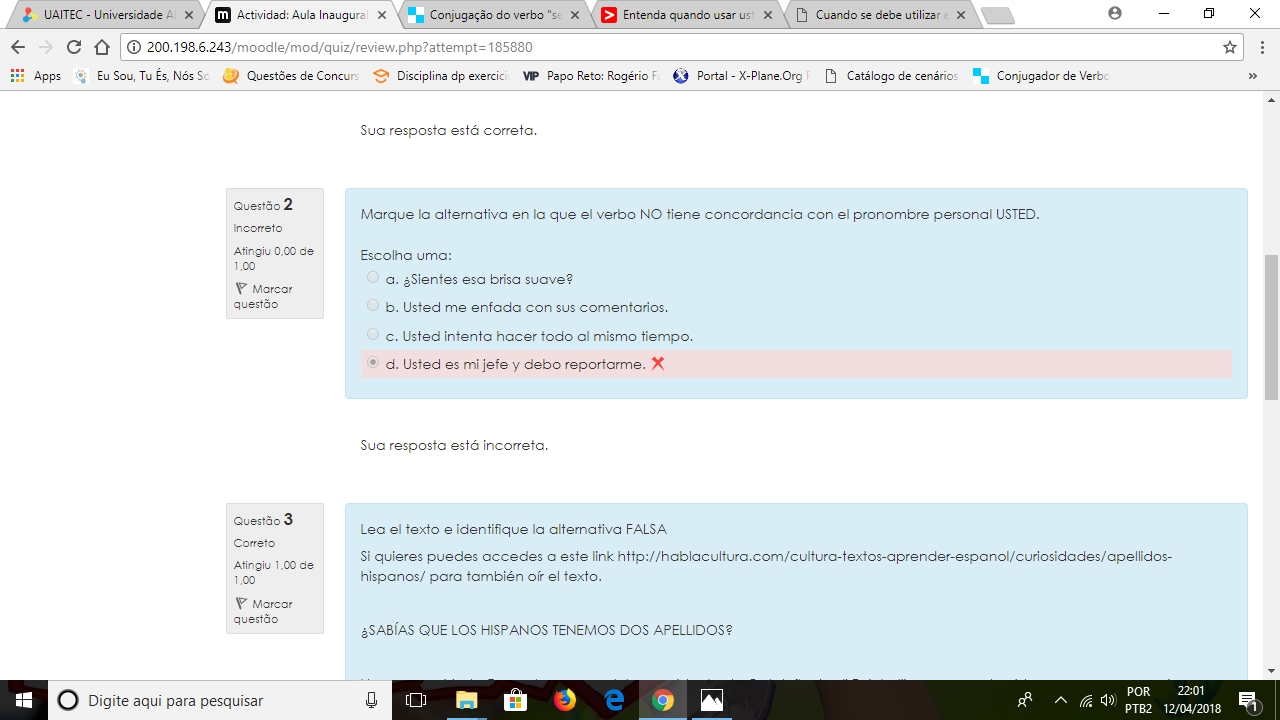 UAITEC - Universidade Al
Actividad: Aula Inaugural
Conjugação do verbo "se
Entenda quando usar ust
Cuando se debe utilizar e
200.198.6.243/moodle/mod/quiz/review.php?attempt=185880
Apps
Eu Sou, Tu És, Nós So
Questões de Concurs
Disciplina dp exercici
VIP Papo Reto: Rogério F
Portal - X-Plane.Org F
Catálogo de cenários
Conjugador de Verbo
»
Sua resposta está correta.
Questão 2
Incorreto
Atingiu 0,00 de
1,00
Marcar
questão
Marque la alternativa en la que el verbo NO tiene concordancia con el pronombre personal USTED.
Escolha uma:
a. ¿Sientes esa brisa suave?
b. Usted me enfada con sus comentarios.
c. Usted intenta hacer todo al mismo tiempo.
d. Usted es mi jefe y debo reportarme.
Sua resposta está incorreta.
Questão 3
Correto
Atingiu 1,00 de
1,00
Marcar
questão
Lea el texto e identifique la alternativa FALSA
Si quieres puedes accedes a este link http://hablacultura.com/cultura-textos-aprender-espanol/curiosidades/apellidos-
hispanos/ para también oír el texto.
¿SABÍAS QUE LOS HISPANOS TENEMOS DOS APELLIDOS?
Digite aqui para pesquisar
POR
PTB2
22:01
12/04/2018
1